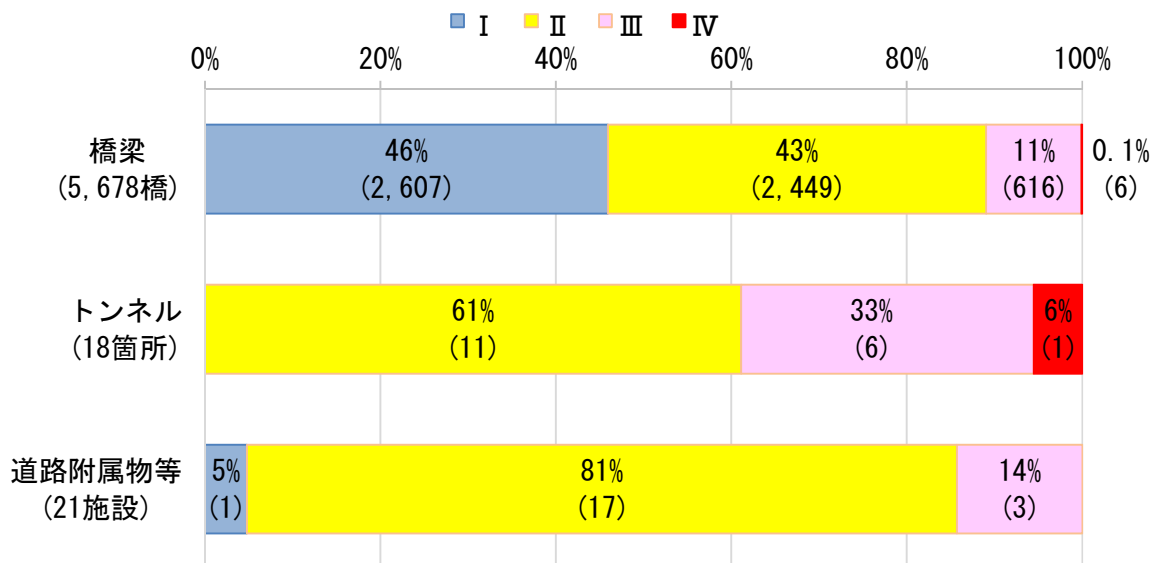 Ⅰ Ⅱ Ⅲ Ⅳ
0% 20% 40% 60% 80% 100%
橋梁
(5,678橋)
46%
(2,607)
43%
(2,449)
11%
(616)
0.1%
(6)
トンネル
(18箇所)
61%
(11)
33%
(6)
6%
(1)
道路附属物等
(21施設)
5%
(1)
81%
(17)
14%
(3)